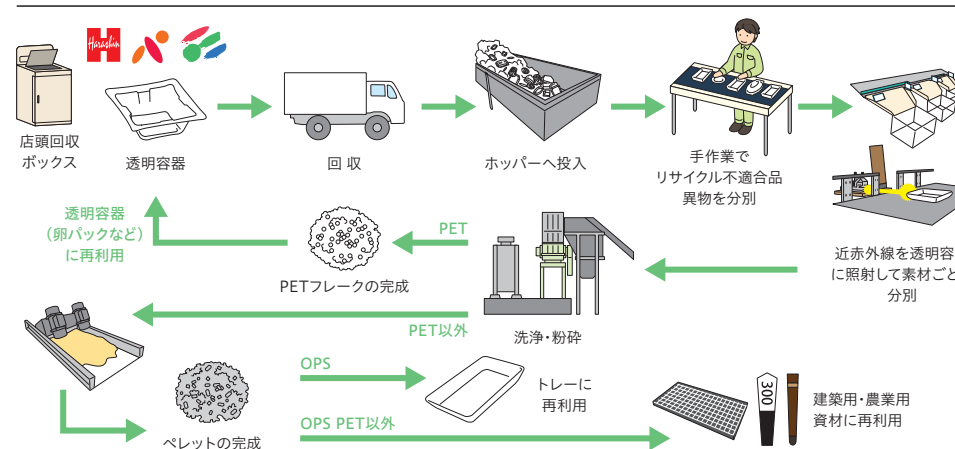 Harashin
店頭回収
ボックス
透明容器
回 収
ホッパーへ投入
手作業で
リサイクル不適合品
異物を分別
近赤外線を透明容
に照射して素材ごと
分別
透明容器
（卵パックなど）
に再利用
PETフレークの完成
PET
PET以外
洗浄・粉砕
ペレットの完成
OPS
トレーに
再利用
OPS PET以外
300
建築用・農業用
資材に再利用